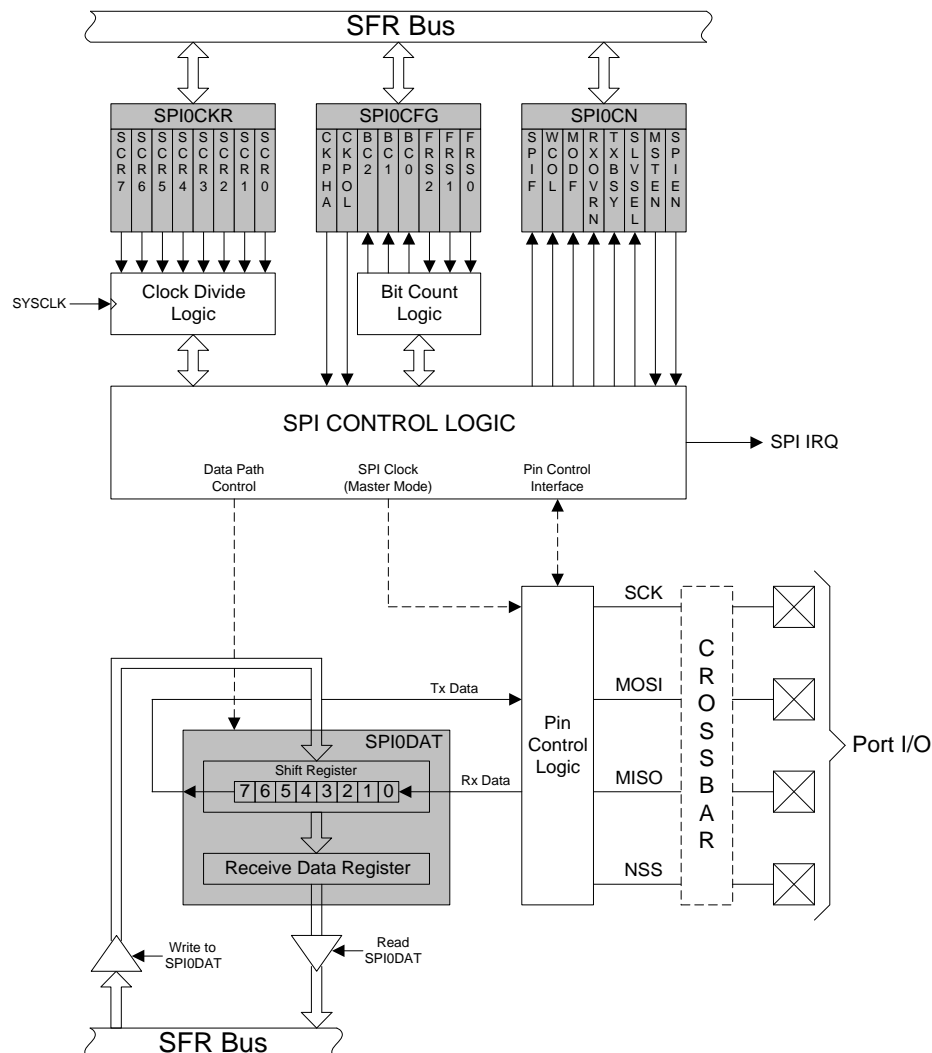 SFR Bus
SPI0CKR
SCR7 SCR6 SCR5 SCR4 SCR3 SCR2 SCR1 SCR0
SPI0CFG
CKPHA CKPOL BC2 BC1 BC0 FRS2 FRS1 FRS0
SPI0CN
SPIF WCOL MODF RXOVRN TXBSY SLVSEL MSTEN SPIEN
SYSCLK
Clock Divide
Logic
Bit Count
Logic
SPI CONTROL LOGIC
SPI IRQ
Data Path
Control
SPI Clock
(Master Mode)
Pin Control
Interface
SCK
MOSI
MISO
NSS
Pin
Control
Logic
CROSSBAR
Port I/O
Tx Data
SPI0DAT
Shift Register
7 6 5 4 3 2 1 0
Rx Data
Receive Data Register
Write to
SPI0DAT
Read
SPI0DAT
SFR Bus